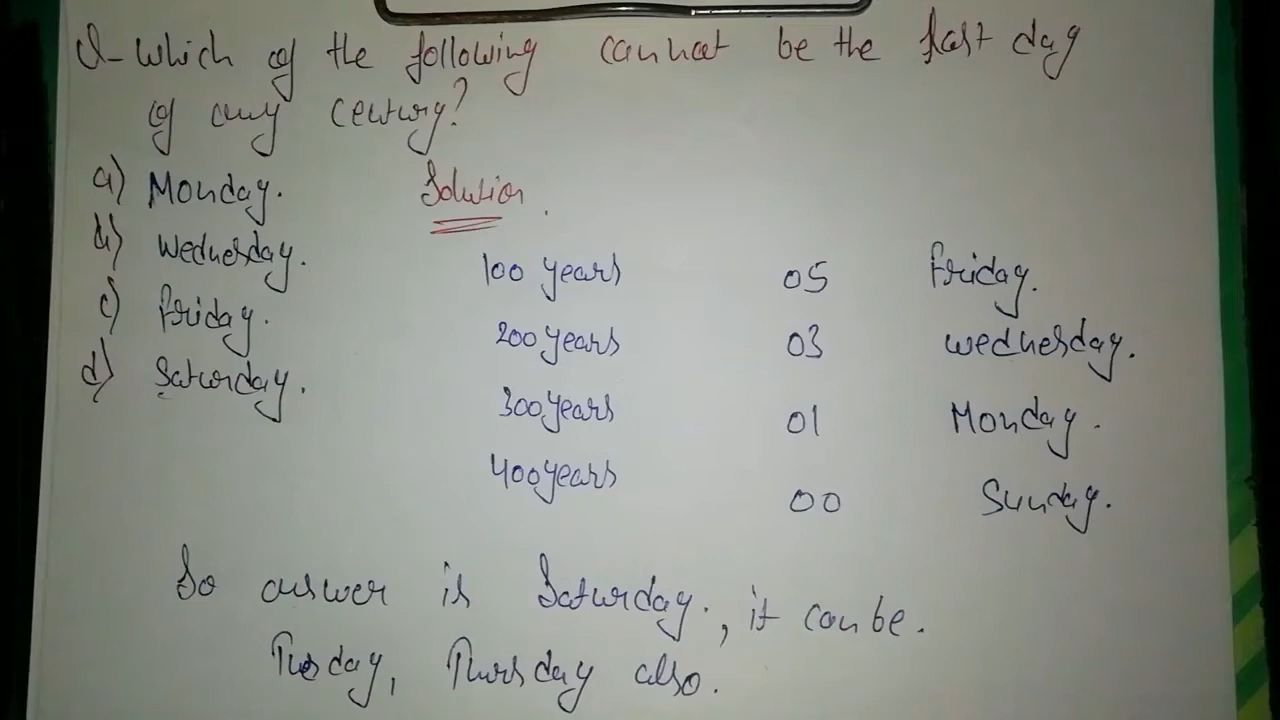 Q- Which of the following cannot be the last day
of any century?
a) Monday.
b) Wednesday.
c) Friday.
d) Saturday.
Solution.
100 years 05 Friday.
200 years 03 Wednesday.
300 years 01 Monday.
400 years 00 Sunday.
So answer is Saturday., it can be.
Tuesday, Thursday also.